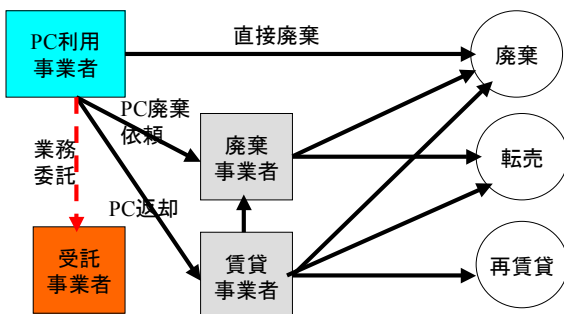 PC利用
事業者
直接廃棄
廃棄
PC廃棄
依頼
廃棄
事業者
転売
業務
委託
PC返却
受託
事業者
賃貸
事業者
再賃貸